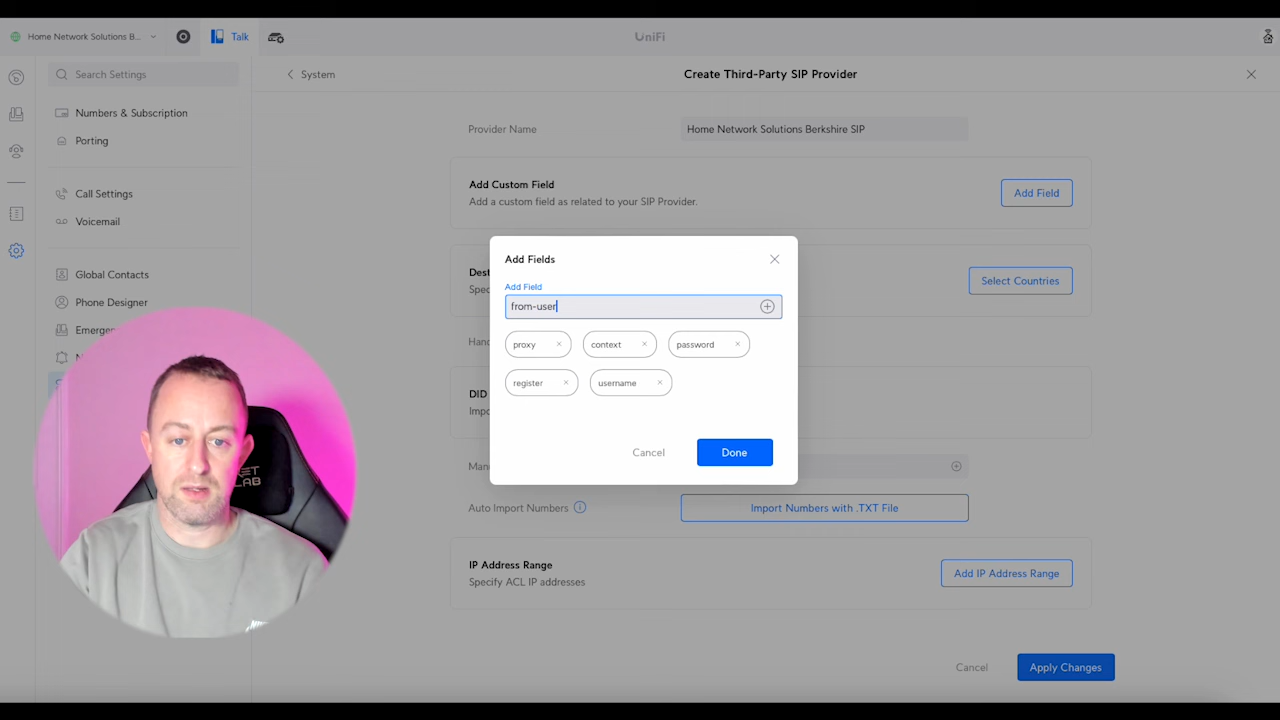 Home Network Solutions B...
Talk
UniFi
Search Settings
System
Create Third-Party SIP Provider
Numbers & Subscription
Porting
Call Settings
Voicemail
Global Contacts
Phone Designer
Emerge
N
Provider Name
Home Network Solutions Berkshire SIP
Add Custom Field
Add a custom field as related to your SIP Provider.
Add Field
Dest
Spec
Select Countries
Hand
DID
Impo
Manu
Auto Import Numbers
Import Numbers with .TXT File
IP Address Range
Specify ACL IP addresses
Add IP Address Range
Cancel
Apply Changes
Add Fields
Add Field
from-user
proxy
context
password
register
username
Cancel
Done